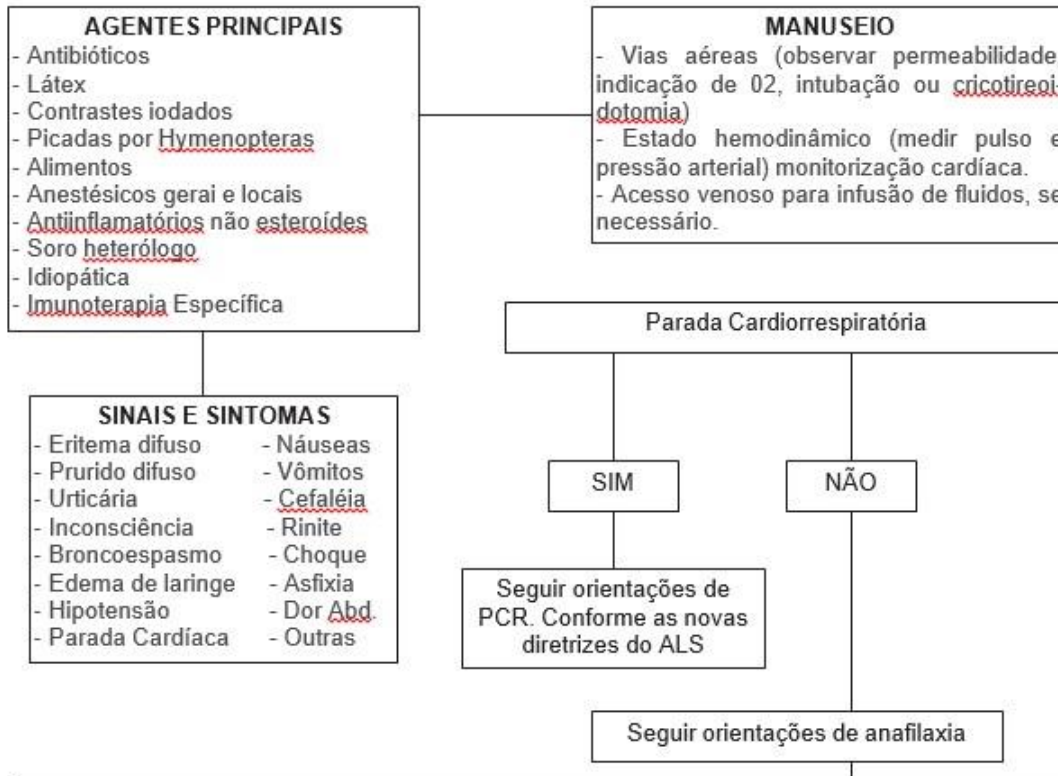 AGENTES PRINCIPAIS
- Antibióticos
- Látex
- Contrastes iodados
- Picadas por Hymenopteras
- Alimentos
- Anestésicos gerai e locais
- Antiinflamatórios não esteroídes
- Soro heterólogo
- Idiopática
- Imunoterapia Específica
MANUSEIO
- Vias aéreas (observar permeabilidade
indicação de 02, intubação ou cricotireoi-
dotomia)
- Estado hemodinâmico (medir pulso e
pressão arterial) monitorização cardíaca.
- Acesso venoso para infusão de fluidos, se
necessário.
SINAIS E SINTOMAS
- Eritema difuso - Náuseas
- Prurido difuso - Vômitos
- Urticária - Cefaléia
- Inconsciência - Rinite
- Broncoespasmo - Choque
- Edema de laringe - Asfixia
- Hipotensão - Dor Abd.
- Parada Cardíaca - Outras
Parada Cardiorrespiratória
SIM
NÃO
Seguir orientações de
PCR. Conforme as novas
diretrizes do ALS
Seguir orientações de anafilaxia